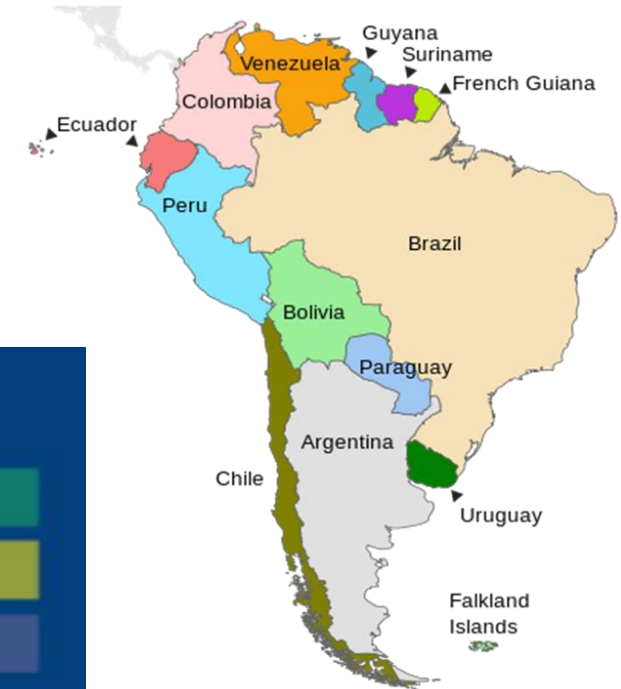 Guyana
Suriname
Venezuela
French Guiana
Colombia
Ecuador
Peru
Brazil
Bolivia
Paraguay
Argentina
Chile
Uruguay
Falkland
Islands